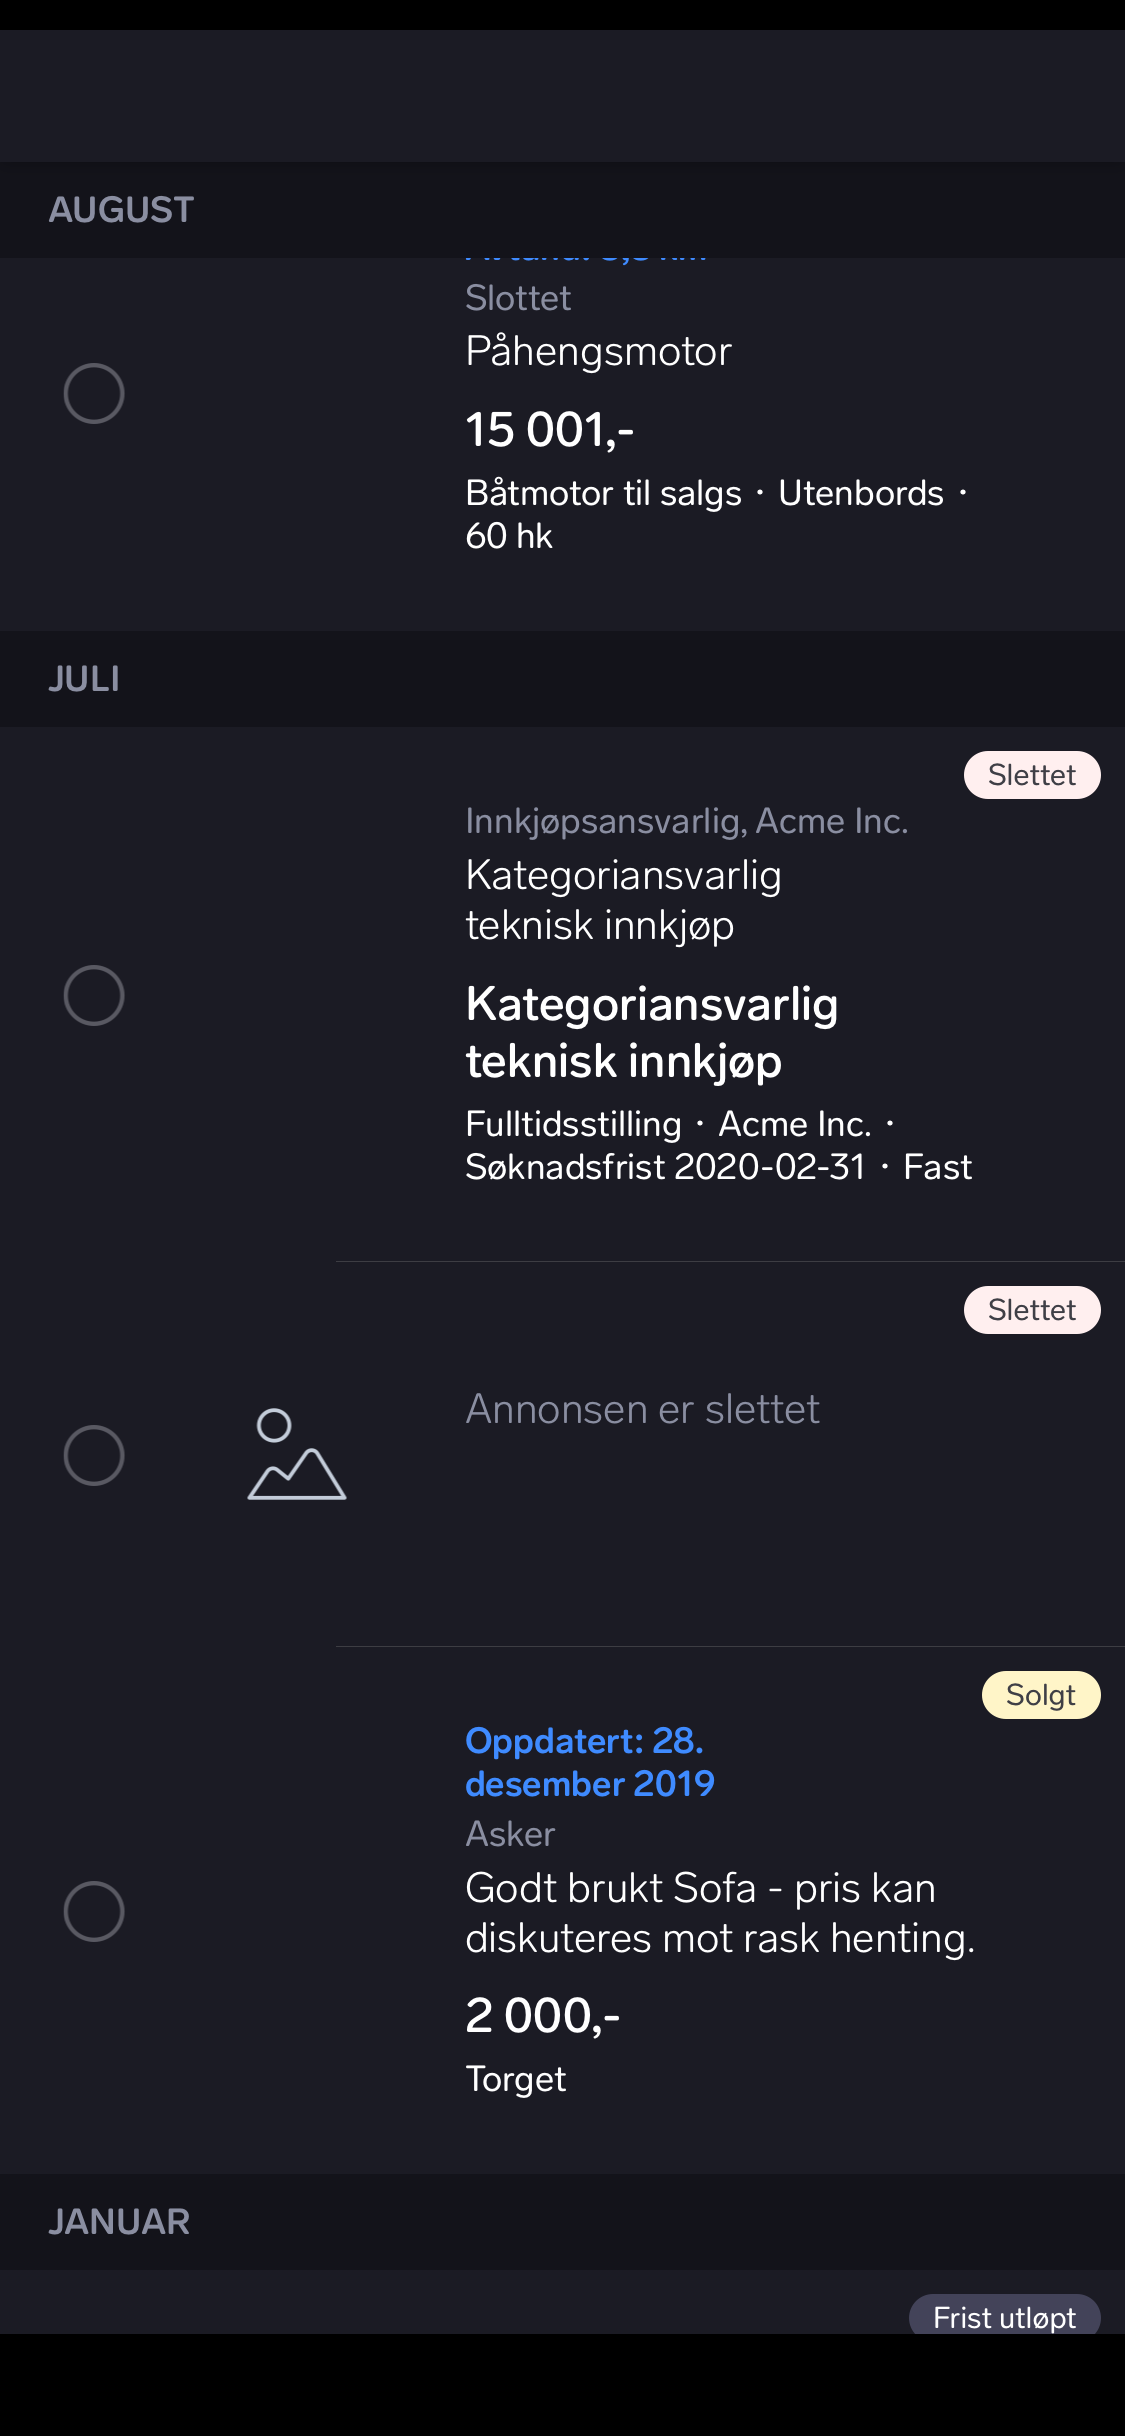 AUGUST
Slottet
Påhengsmotor
15 001,-
Båtmotor til salgs · Utenbords ·
60 hk
JULI
Slettet
Innkjøpsansvarlig, Acme Inc.
Kategoriansvarlig
teknisk innkjøp
Kategoriansvarlig
teknisk innkjøp
Fulltidsstilling · Acme Inc. ·
Søknadsfrist 2020-02-31 · Fast
Slettet
Annonsen er slettet
Solgt
Oppdatert: 28.
desember 2019
Asker
Godt brukt Sofa - pris kan
diskuteres mot rask henting.
2 000,-
Torget
JANUAR
Frist utløpt